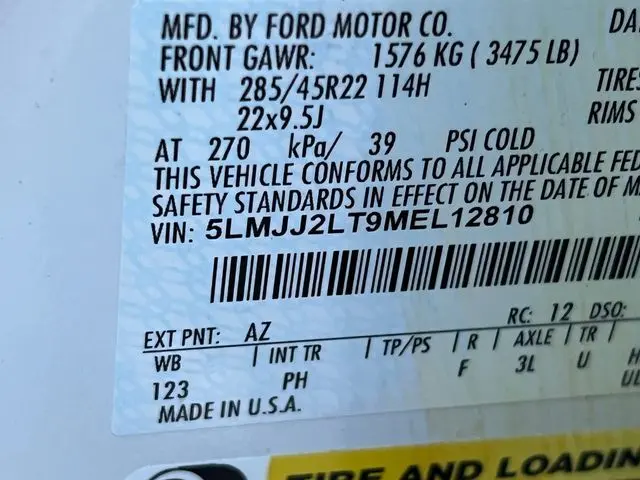 MFD. BY FORD MOTOR CO. DA
FRONT GAWR: 1576 KG ( 3475 LB)
WITH 285/45R22 114H TIRES
22x9.5J RIMS
AT 270 kPa/ 39 PSI COLD
THIS VEHICLE CONFORMS TO ALL APPLICABLE FED
SAFETY STANDARDS IN EFFECT ON THE DATE OF M
VIN: 5LMJJ2LT9MEL12810
RC: 12 DSO:
EXT PNT: AZ
WB INT TR TP/PS R AXLE TR
123 PH F 3L U
MADE IN U.S.A.
TIRE AND LOADIN